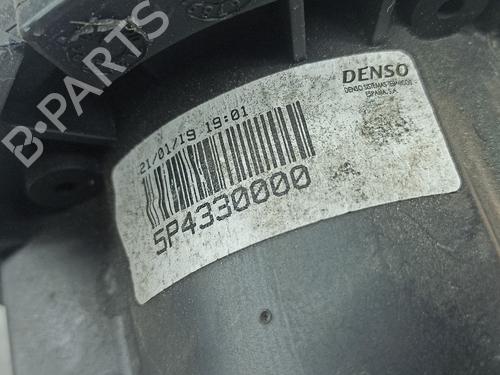 B-PARTS
DENSO
DENSO SISTEMAS TERMICOS
ESPAÑA, S.A.
21/01/19 19:01
5P4330000